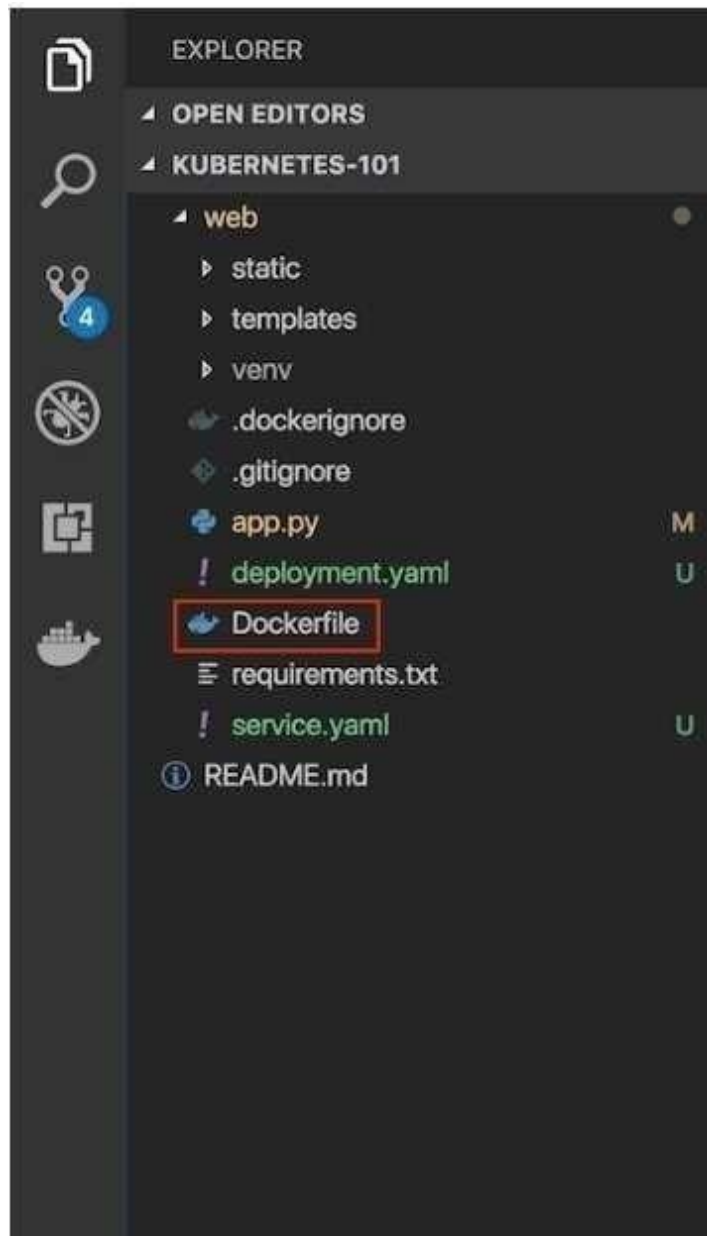 EXPLORER
OPEN EDITORS
KUBERNETES-101
web
static
templates
4
venv
.dockerignore
.gitignore
app.py M
deployment.yaml U
Dockerfile
requirements.txt
service.yaml U
README.md